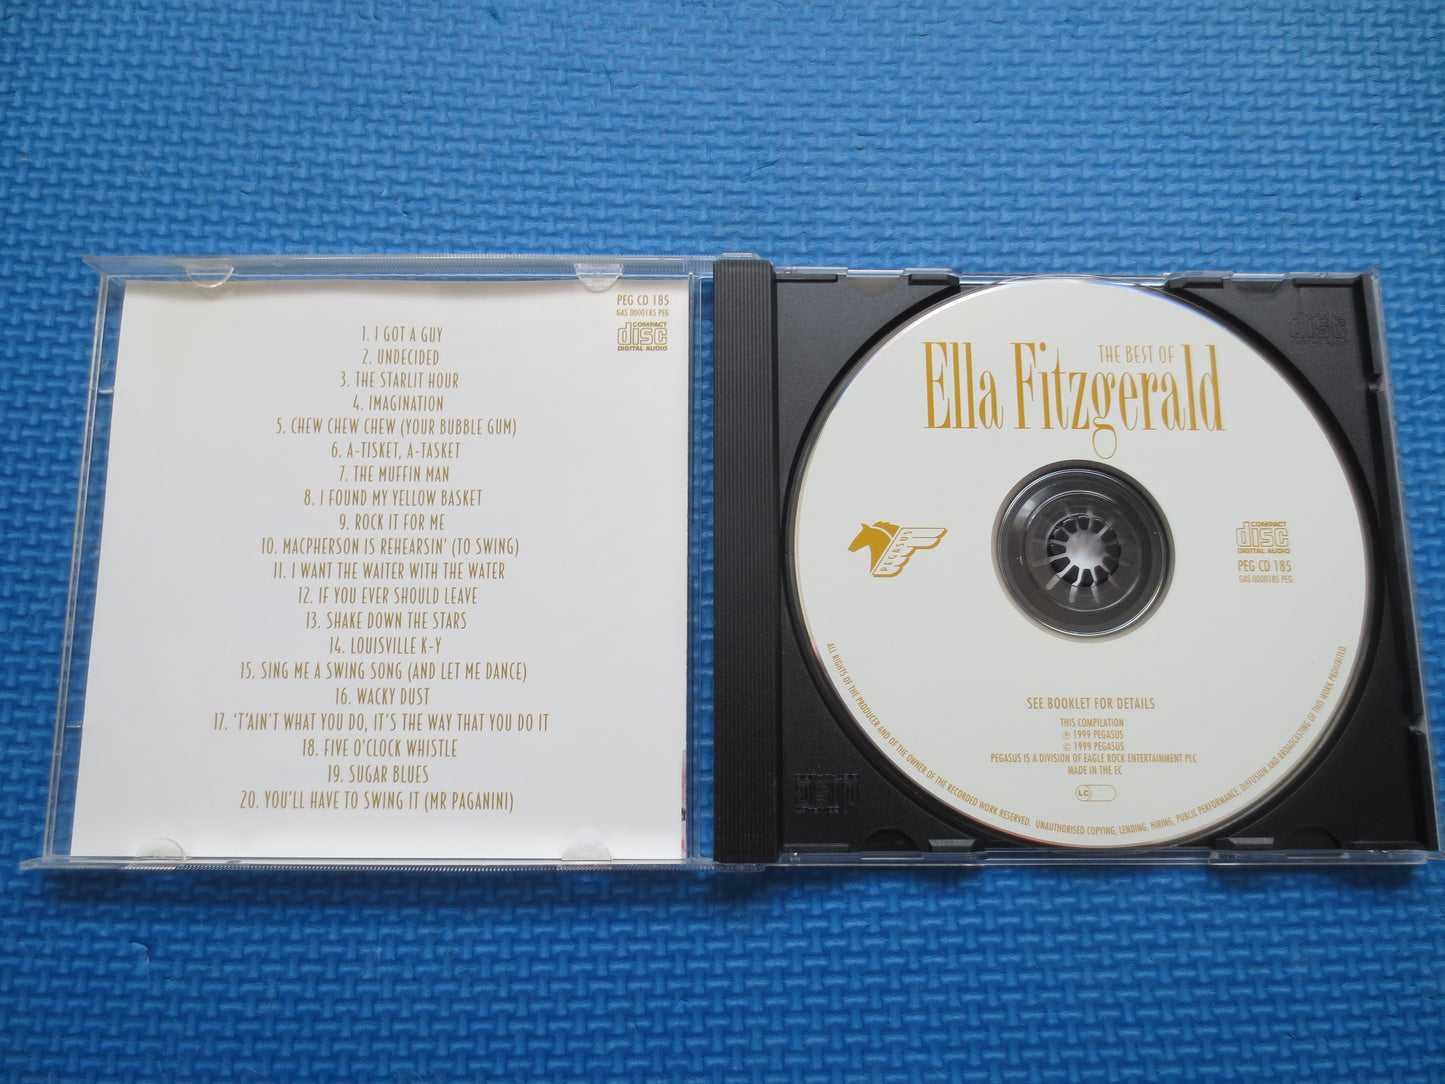 PEG CD 185
GAS 0000185 PEG
COMPACT
disc
DIGITAL AUDIO
1. I GOT A GUY
2. UNDECIDED
3. THE STARLIT HOUR
4. IMAGINATION
5. CHEW CHEW CHEW (YOUR BUBBLE GUM)
6. A-TISKET, A-TASKET
7. THE MUFFIN MAN
8. I FOUND MY YELLOW BASKET
9. ROCK IT FOR ME
10. MACPHERSON IS REHEARSIN' (TO SWING)
11. I WANT THE WAITER WITH THE WATER
12. IF YOU EVER SHOULD LEAVE
13. SHAKE DOWN THE STARS
14. LOUISVILLE K-Y
15. SING ME A SWING SONG (AND LET ME DANCE)
16. WACKY DUST
17. 'T'AIN'T WHAT YOU DO, IT'S THE WAY THAT YOU DO IT
18. FIVE O'CLOCK WHISTLE
19. SUGAR BLUES
20. YOU'LL HAVE TO SWING IT (MR PAGANINI)
THE BEST OF
Ella Fitzgerald
PEGASUS
COMPACT
disc
DIGITAL AUDIO
PEG CD 185
GAS 0000185 PEG
SEE BOOKLET FOR DETAILS
THIS COMPILATION
℗ 1999 PEGASUS
© 1999 PEGASUS
PEGASUS IS A DIVISION OF EAGLE ROCK ENTERTAINMENT PLC
MADE IN THE EC
LC
ALL RIGHTS OF THE PRODUCER AND OF THE OWNER OF THE RECORDED WORK RESERVED. UNAUTHORISED COPYING, LENDING, HIRING, PUBLIC PERFORMANCE, DIFFUSION AND BROADCASTING OF THIS WORK PROHIBITED.